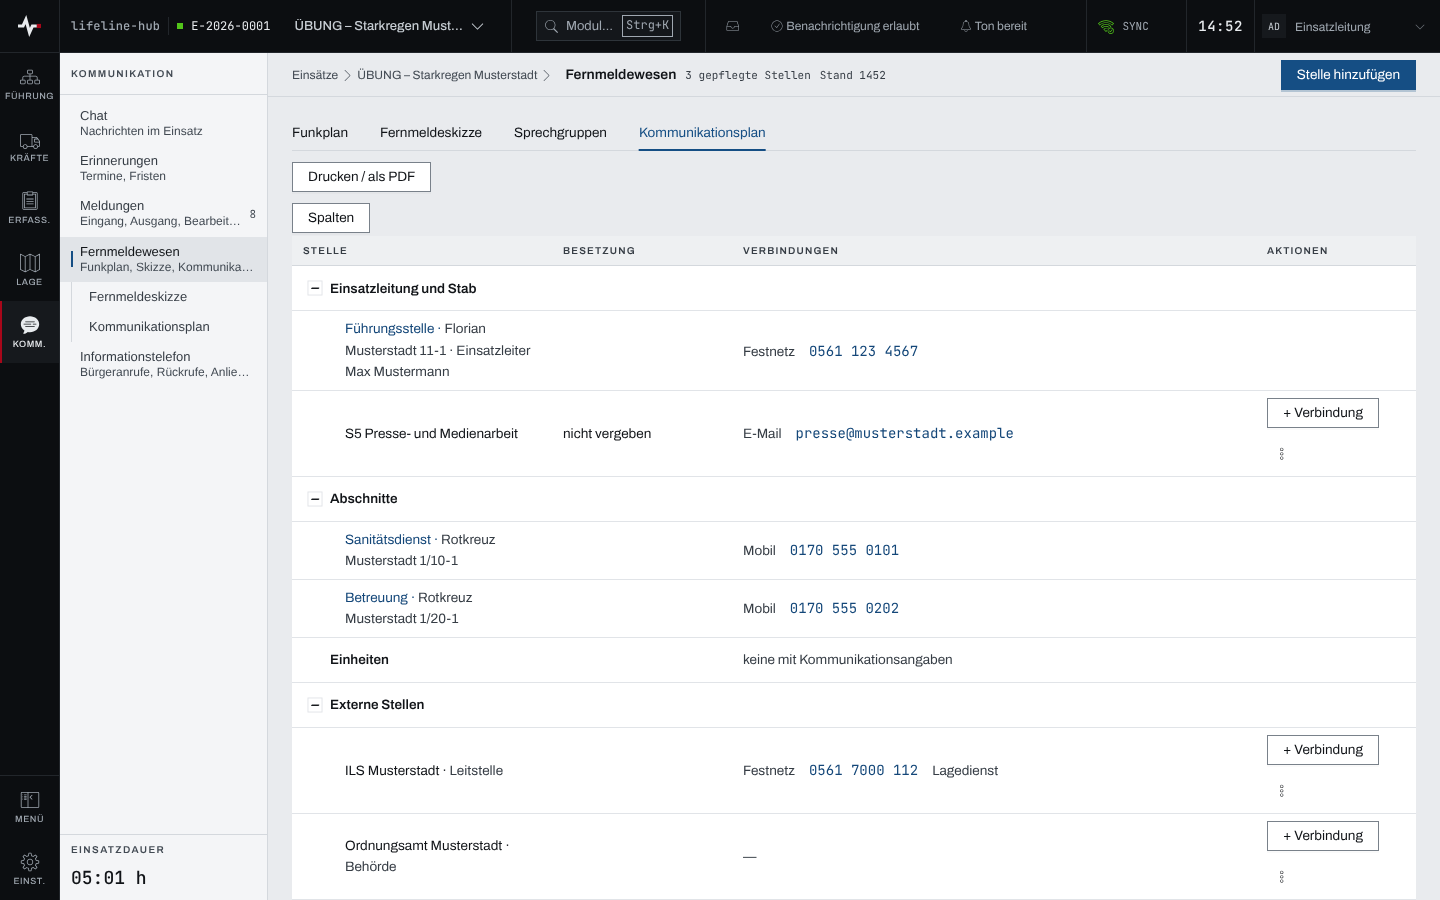 lifeline-hub
E-2026-0001
ÜBUNG – Starkregen Must...
Modul...
Strg+K
Benachrichtigung erlaubt
Ton bereit
SYNC
14:52
AD
Einsatzleitung
FÜHRUNG
KRÄFTE
ERFASS.
LAGE
KOMM.
MENÜ
EINST.
KOMMUNIKATION
Chat
Nachrichten im Einsatz
Erinnerungen
Termine, Fristen
Meldungen
Eingang, Ausgang, Bearbeit...
8
Fernmeldewesen
Funkplan, Skizze, Kommunika...
Fernmeldeskizze
Kommunikationsplan
Informationstelefon
Bürgeranrufe, Rückrufe, Anlie...
EINSATZDAUER
05:01 h
Einsätze
ÜBUNG – Starkregen Musterstadt
Fernmeldewesen
3 gepflegte Stellen
Stand 1452
Stelle hinzufügen
Funkplan
Fernmeldeskizze
Sprechgruppen
Kommunikationsplan
Drucken / als PDF
Spalten
STELLE
BESETZUNG
VERBINDUNGEN
AKTIONEN
Einsatzleitung und Stab
Führungsstelle · Florian
Musterstadt 11-1 · Einsatzleiter
Max Mustermann
Festnetz 0561 123 4567
S5 Presse- und Medienarbeit
nicht vergeben
E-Mail presse@musterstadt.example
+ Verbindung
Abschnitte
Sanitätsdienst · Rotkreuz
Musterstadt 1/10-1
Mobil 0170 555 0101
Betreuung · Rotkreuz
Musterstadt 1/20-1
Mobil 0170 555 0202
Einheiten
keine mit Kommunikationsangaben
Externe Stellen
ILS Musterstadt · Leitstelle
Festnetz 0561 7000 112 Lagedienst
+ Verbindung
Ordnungsamt Musterstadt ·
Behörde
—
+ Verbindung